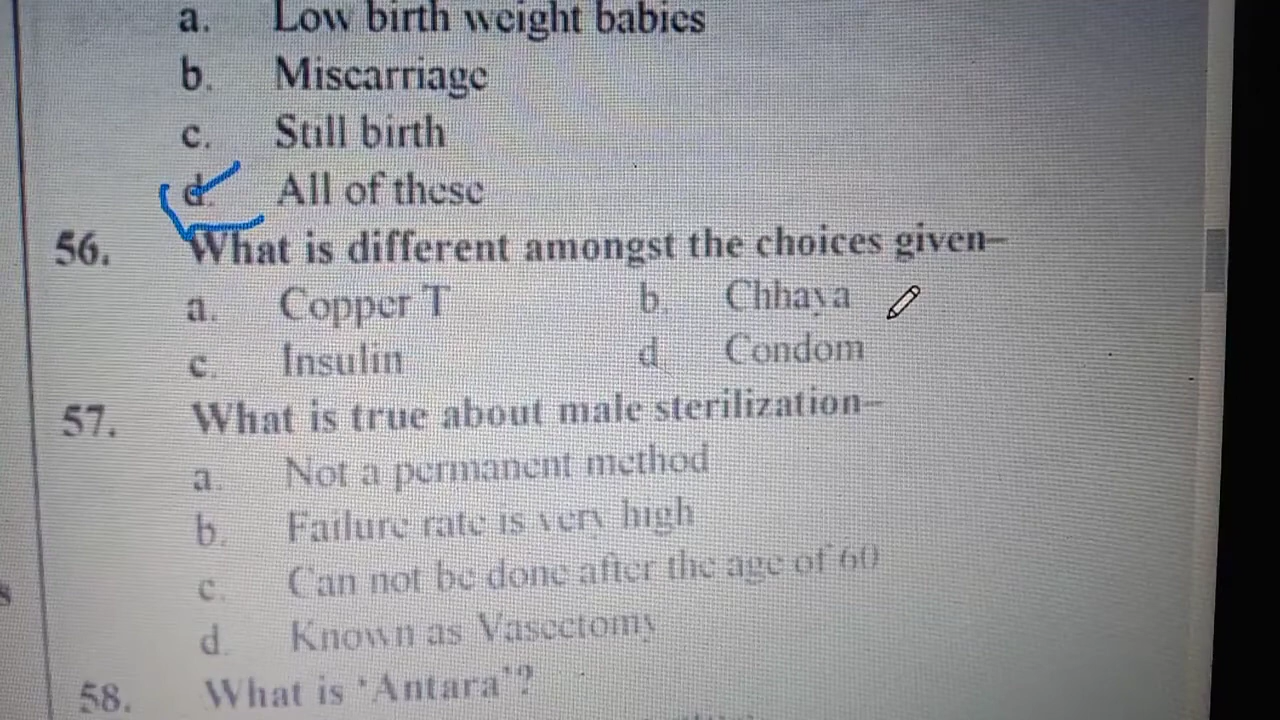 a. Low birth weight babies
b. Miscarriage
c. Still birth
d. All of these
56. What is different amongst the choices given–
a. Copper T b. Chhaya
c. Insulin d. Condom
57. What is true about male sterilization–
a. Not a permanent method
b. Failure rate is very high
c. Can not be done after the age of 60
d. Known as Vasectomy
58. What is 'Antara'?